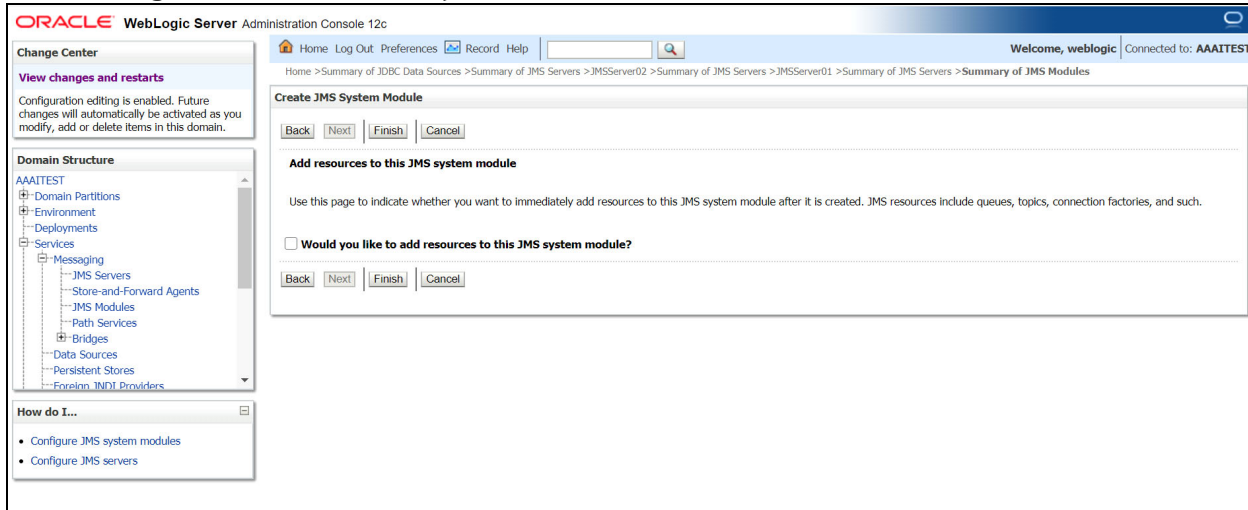 ORACLE WebLogic Server Administration Console 12c
Change Center
View changes and restarts
Configuration editing is enabled. Future
changes will automatically be activated as you
modify, add or delete items in this domain.
Domain Structure
AAAITEST
Domain Partitions
Environment
Deployments
Services
Messaging
JMS Servers
Store-and-Forward Agents
JMS Modules
Path Services
Bridges
Data Sources
Persistent Stores
Foreign JNDI Providers
How do I...
Configure JMS system modules
Configure JMS servers
Home Log Out Preferences Record Help
Welcome, weblogic Connected to: AAAITEST
Home >Summary of JDBC Data Sources >Summary of JMS Servers >JMSServer02 >Summary of JMS Servers >JMSServer01 >Summary of JMS Servers >Summary of JMS Modules
Create JMS System Module
Back Next Finish Cancel
Add resources to this JMS system module
Use this page to indicate whether you want to immediately add resources to this JMS system module after it is created. JMS resources include queues, topics, connection factories, and such.
Would you like to add resources to this JMS system module?
Back Next Finish Cancel